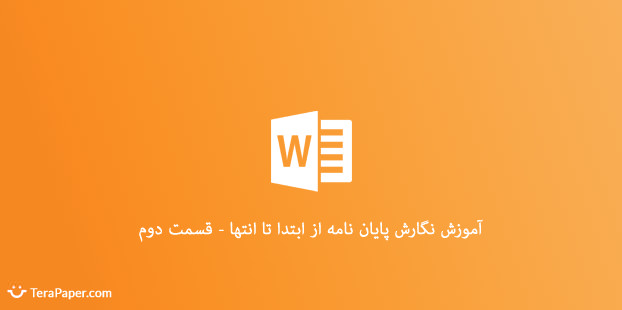 W
آموزش نگارش پایان نامه از ابتدا تا انتها - قسمت دوم
TeraPaper.com